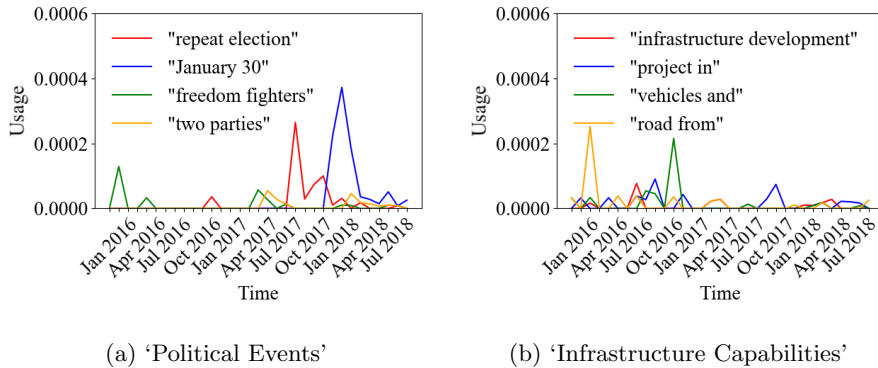 0.0006
0.0004
0.0002
0.0000
Usage
"repeat election"
"January 30"
"freedom fighters"
"two parties"
Jan 2016
Apr 2016
Jul 2016
Oct 2016
Jan 2017
Apr 2017
Jul 2017
Oct 2017
Jan 2018
Apr 2018
Jul 2018
Time
(a) ‘Political Events’
0.0006
0.0004
0.0002
0.0000
Usage
"infrastructure development"
"project in"
"vehicles and"
"road from"
Jan 2016
Apr 2016
Jul 2016
Oct 2016
Jan 2017
Apr 2017
Jul 2017
Oct 2017
Jan 2018
Apr 2018
Jul 2018
Time
(b) ‘Infrastructure Capabilities’